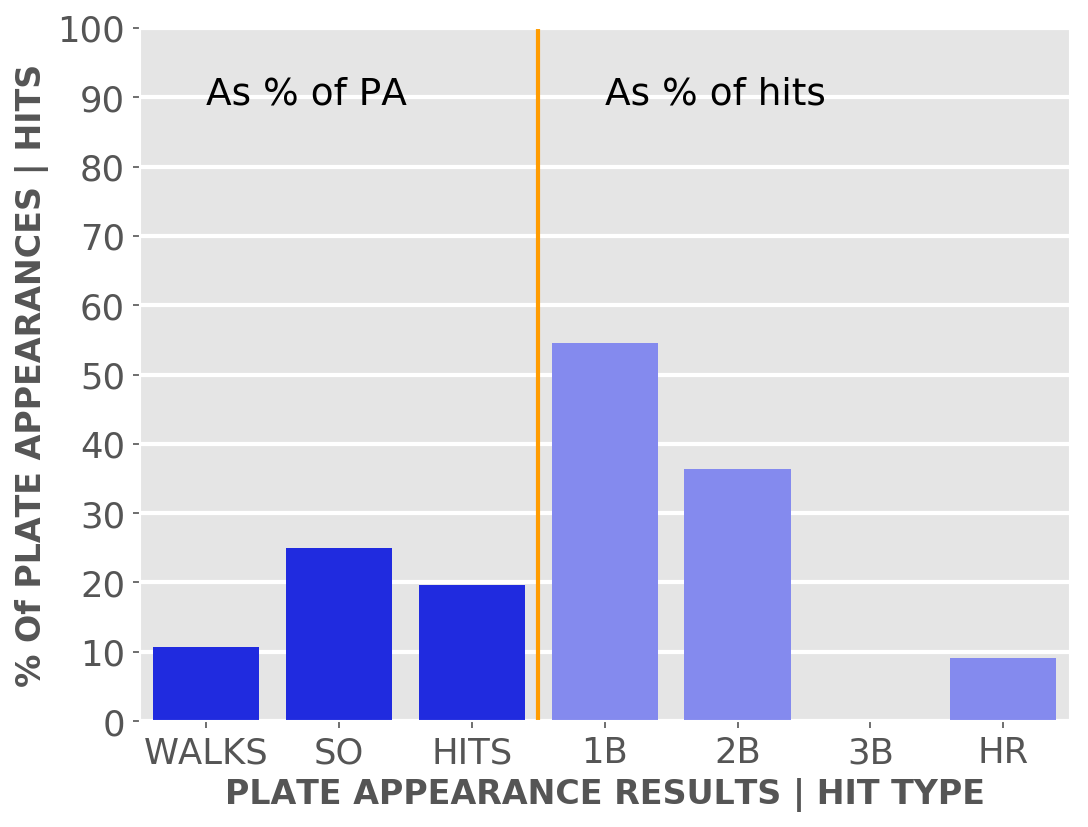 % Of PLATE APPEARANCES | HITS
100
90
80
70
60
50
40
30
20
10
0
As % of PA
As % of hits
WALKS SO HITS 1B 2B 3B HR
PLATE APPEARANCE RESULTS | HIT TYPE